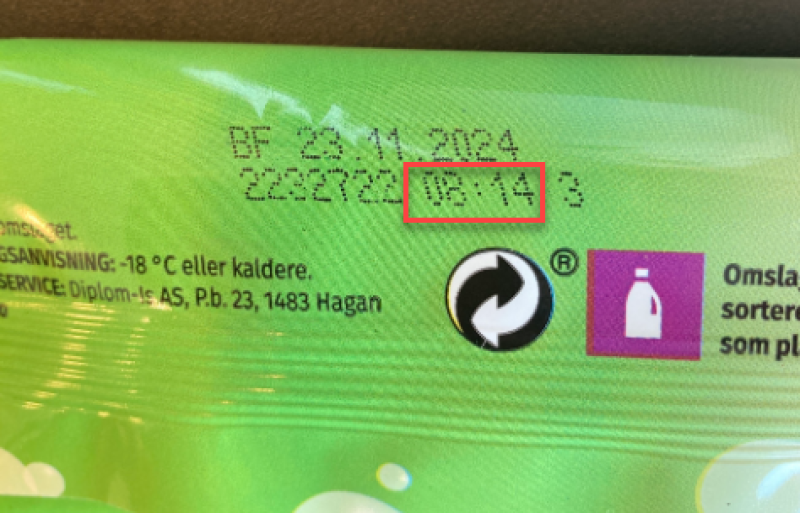 BF 23.11.2024
2232722 08:14 3
omslaget.
GSANVISNING: -18 °C eller kaldere.
SERVICE: Diplom-Is AS, P.b. 23, 1483 Hagan
®
Omsla
sortere
som pl